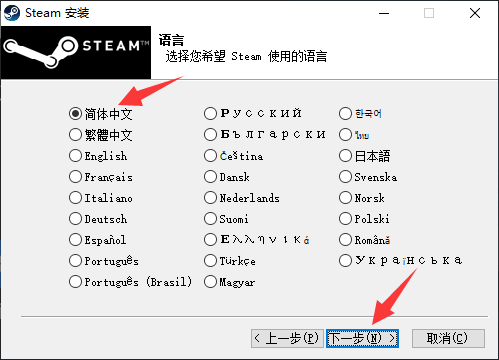 Steam 安装
STEAM™
语言
选择您希望 Steam 使用的语言
简体中文
繁體中文
English
Français
Italiano
Deutsch
Español
Português
Português (Brasil)
Русский
Български
Čeština
Dansk
Nederlands
Suomi
Ελληνικά
Türkçe
Magyar
한국어
ไทย
日本語
Svenska
Norsk
Polski
Română
Українська
< 上一步(P)
下一步(N) >
取消(C)